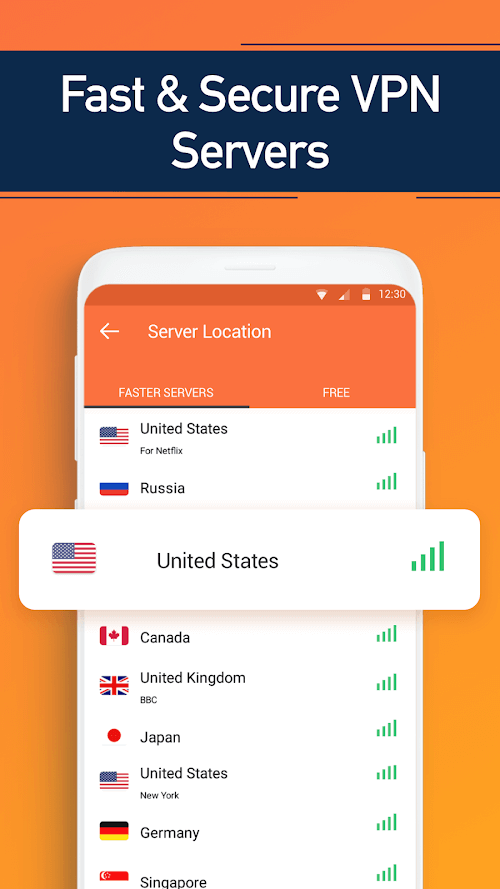 Fast & Secure VPN
Servers
12:30
Server Location
FASTER SERVERS
FREE
United States
For Netflix
Russia
United States
Canada
United Kingdom
BBC
Japan
United States
New York
Germany
Singapore